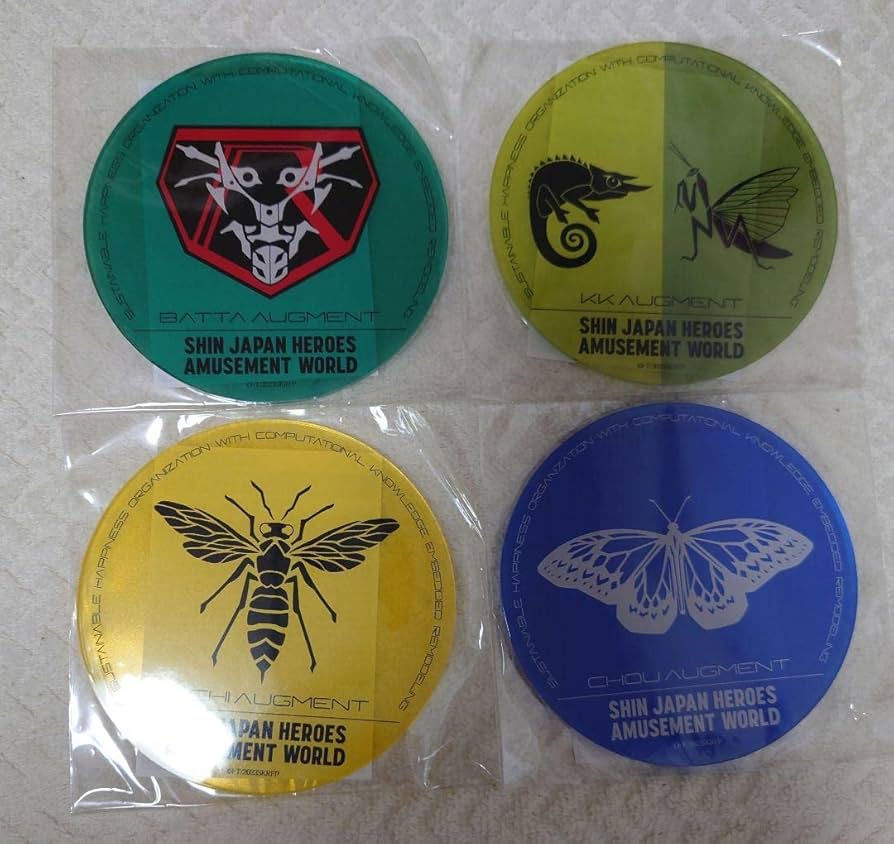 SUSTAINABLE HAPPINESS ORGANIZATION WITH COMPUTATIONAL KNOWLEDGE EMBEDDED REMODELING
BATTA AUGMENT
SHIN JAPAN HEROES
AMUSEMENT WORLD
SUSTAINABLE HAPPINESS ORGANIZATION WITH COMPUTATIONAL KNOWLEDGE EMBEDDED REMODELING
KK AUGMENT
SHIN JAPAN HEROES
AMUSEMENT WORLD
SUSTAINABLE HAPPINESS ORGANIZATION WITH COMPUTATIONAL KNOWLEDGE EMBEDDED REMODELING
AUGMENT
JAPAN HEROES
WORLD
SUSTAINABLE HAPPINESS ORGANIZATION WITH COMPUTATIONAL KNOWLEDGE EMBEDDED REMODELING
CHOU AUGMENT
SHIN JAPAN HEROES
AMUSEMENT WORLD